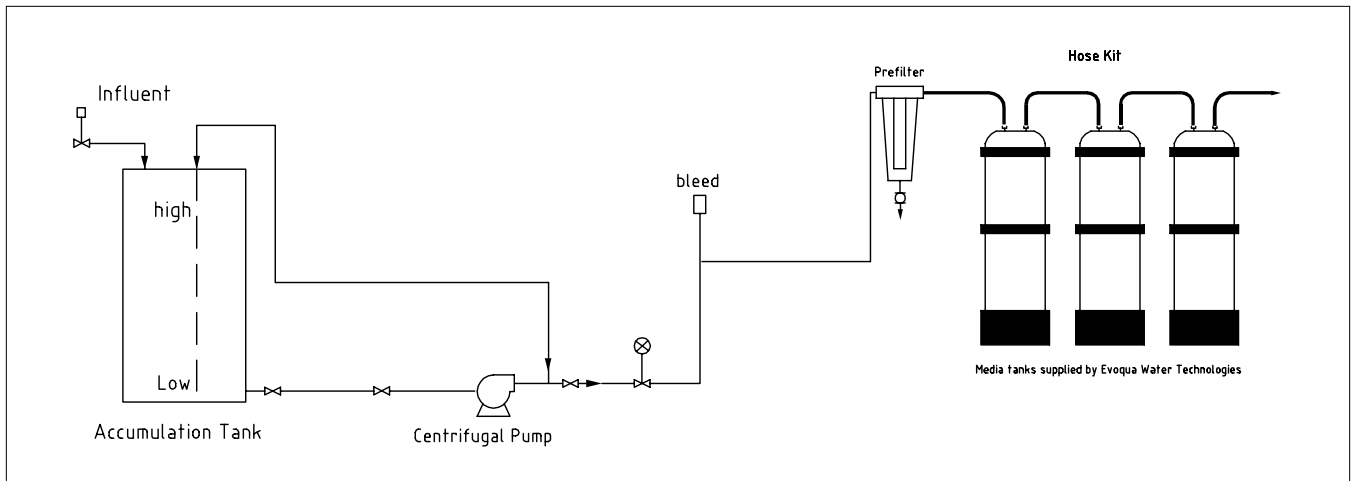 Influent
high
Low
Accumulation Tank
Centrifugal Pump
bleed
Prefilter
Hose Kit
Media tanks supplied by Evoqua Water Technologies